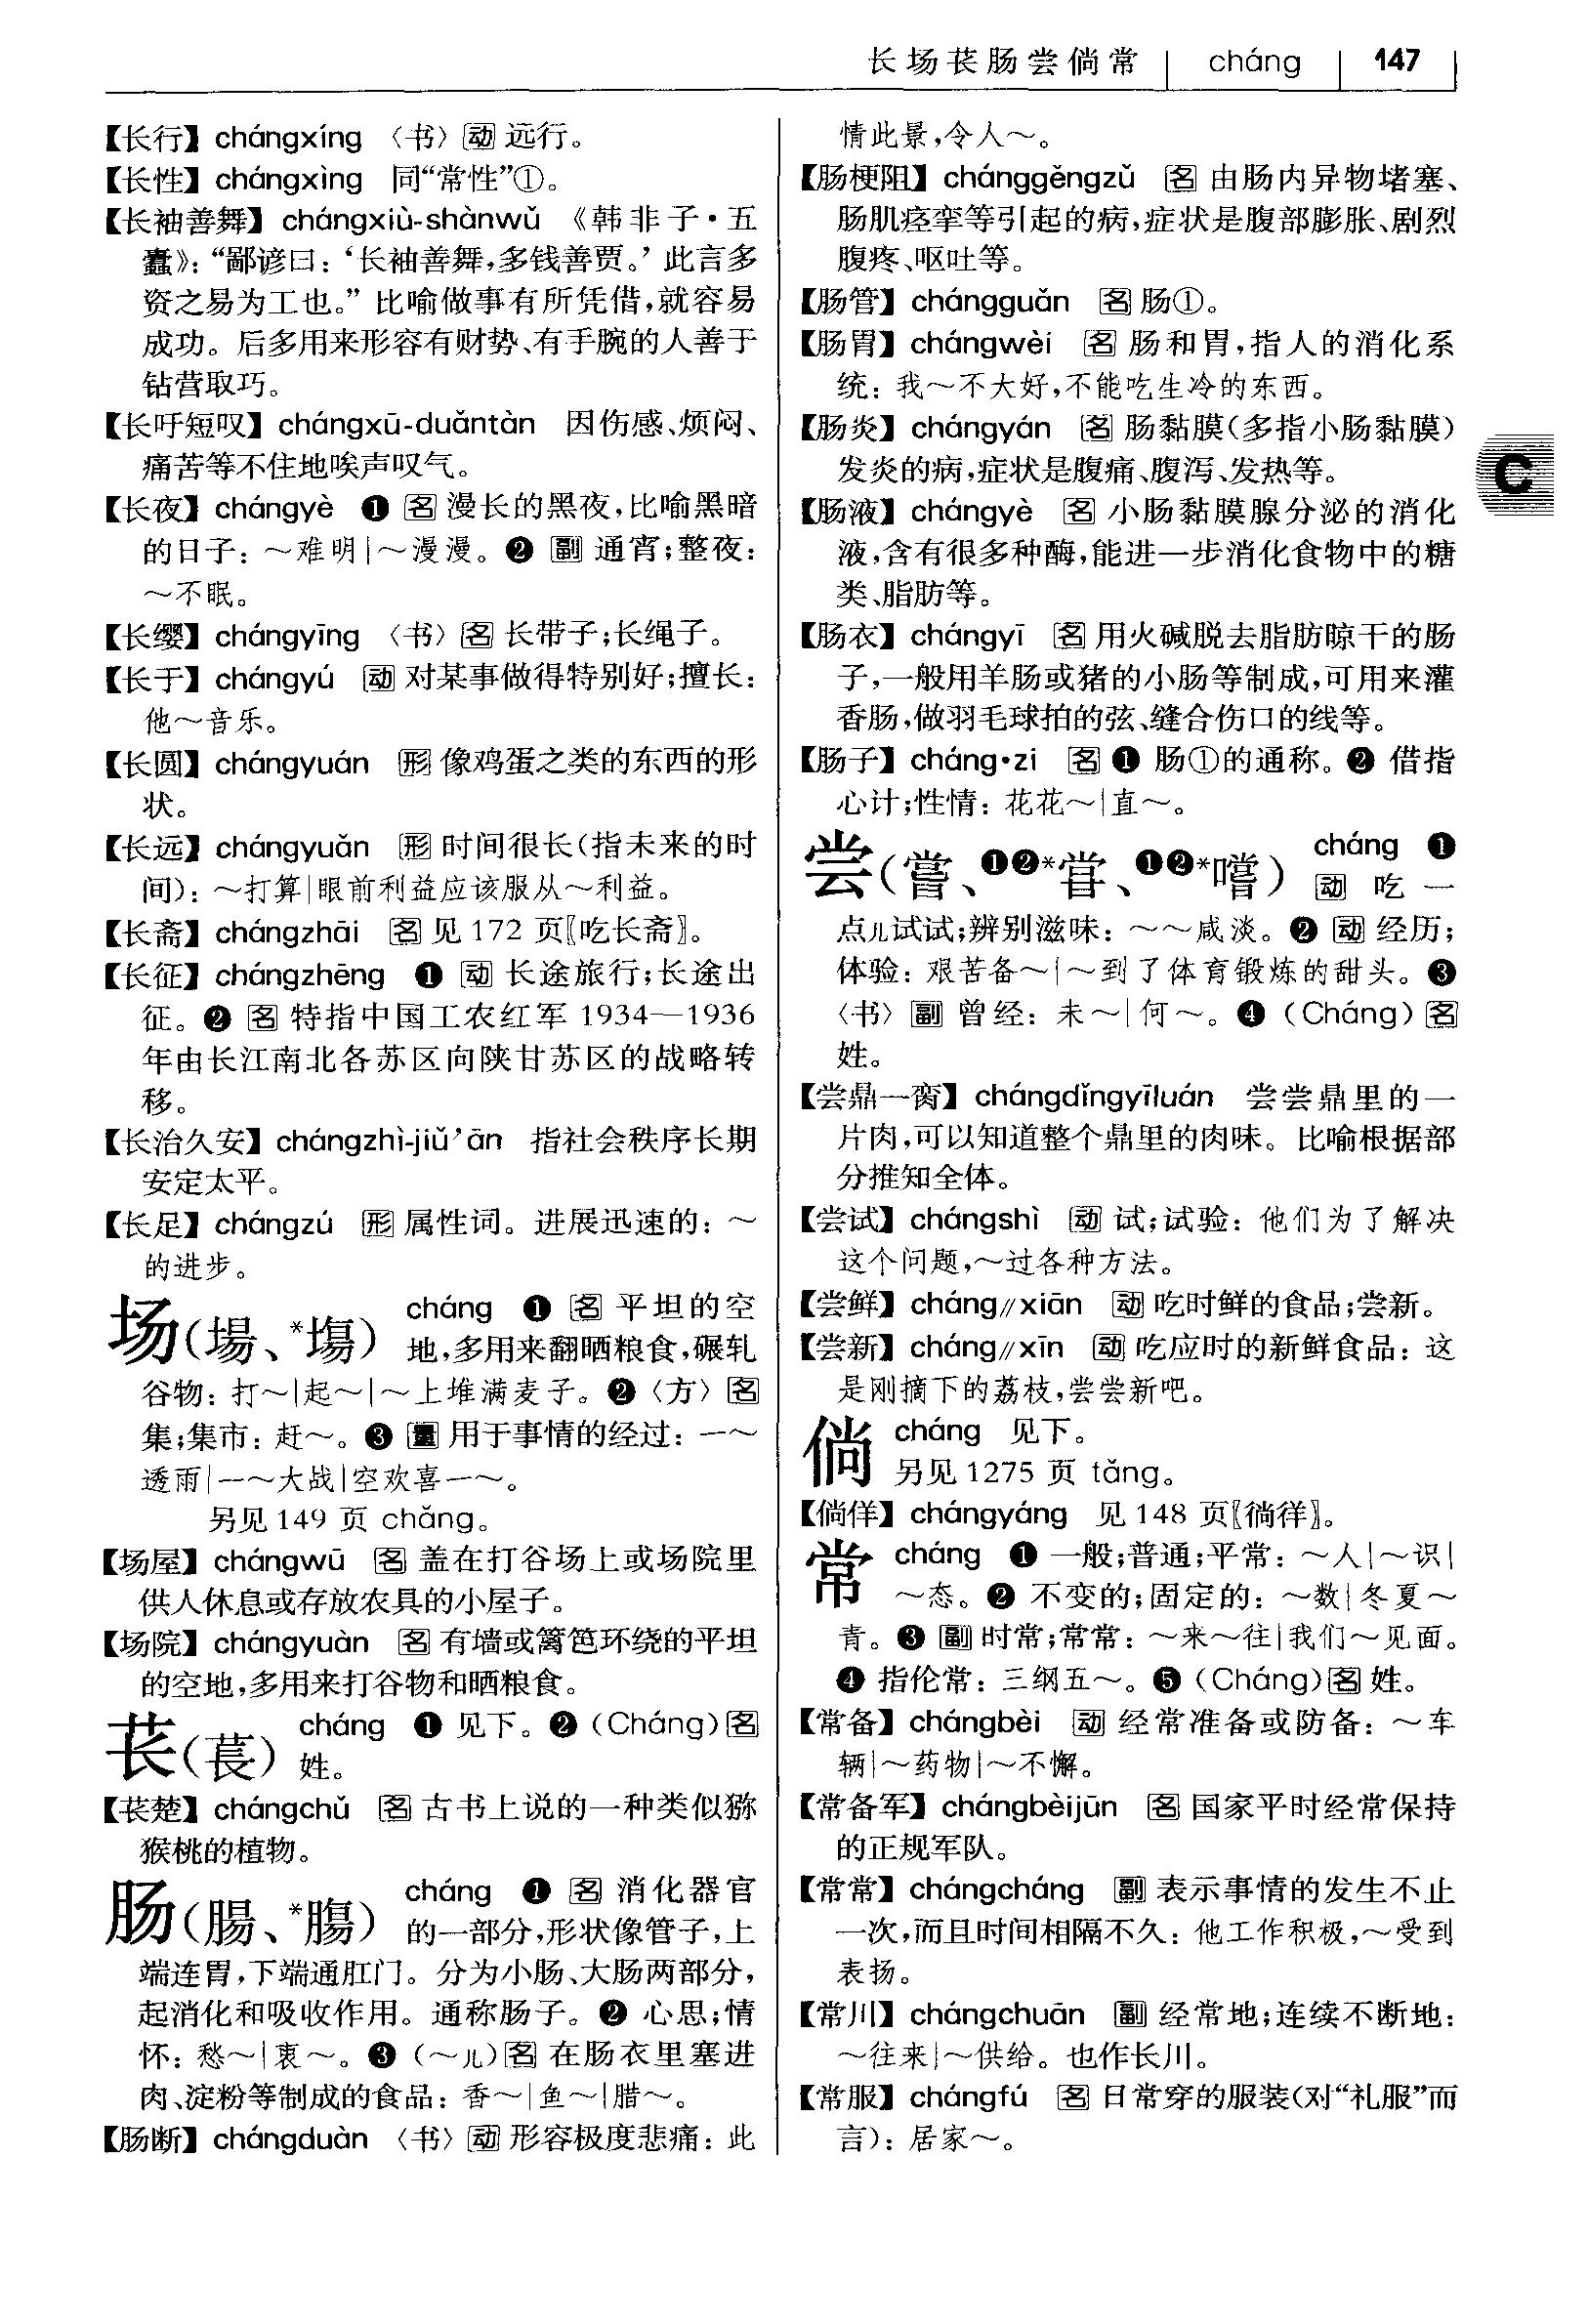 长场苌肠尝倘常 cháng 147
【长行】 chángxíng 〈书〉 动 远行。
【长性】 chángxìng 同“常性”①。
【长袖善舞】 chángxiù-shànwǔ 《韩非子·五
蠹》：“鄙谚曰：‘长袖善舞，多钱善贾。’此言多
资之易为工也。”比喻做事有所凭借，就容易
成功。后多用来形容有财势、有手腕的人善于
钻营取巧。
【长吁短叹】 chángxū-duǎntàn 因伤感、烦闷、
痛苦等不住地唉声叹气。
【长夜】 chángyè ❶ 名 漫长的黑夜，比喻黑暗
的日子：～难明|～漫漫。❷ 副 通宵；整夜：
～不眠。
【长缨】 chángyīng 〈书〉 名 长带子；长绳子。
【长于】 chángyú 动 对某事做得特别好；擅长：
他～音乐。
【长圆】 chángyuán 形 像鸡蛋之类的东西的形
状。
【长远】 chángyuǎn 形 时间很长（指未来的时
间）：～打算|眼前利益应该服从～利益。
【长斋】 chángzhāi 名 见 172 页〖吃长斋〗。
【长征】 chángzhēng ❶ 动 长途旅行；长途出
征。❷ 名 特指中国工农红军 1934—1936
年由长江南北各苏区向陕甘苏区的战略转
移。
【长治久安】 chángzhì-jiǔ’ān 指社会秩序长期
安定太平。
【长足】 chángzú 形 属性词。进展迅速的：～
的进步。
场（場、*塲） cháng ❶ 名 平坦的空
地，多用来翻晒粮食，碾轧
谷物：打～|起～|～上堆满麦子。❷〈方〉名
集；集市：赶～。❸ 量 用于事情的经过：一～
透雨|一～大战|空欢喜一～。
另见 149 页 chǎng。
【场屋】 chángwū 名 盖在打谷场上或场院里
供人休息或存放农具的小屋子。
【场院】 chángyuàn 名 有墙或篱笆环绕的平坦
的空地，多用来打谷物和晒粮食。
苌（萇） cháng ❶ 见下。❷（Cháng）名
姓。
【苌楚】 chángchǔ 名 古书上说的一种类似猕
猴桃的植物。
肠（腸、*膓） cháng ❶ 名 消化器官
的一部分，形状像管子，上
端连胃，下端通肛门。分为小肠、大肠两部分，
起消化和吸收作用。通称肠子。❷ 心思；情
怀：愁～|衷～。❸（～儿）名 在肠衣里塞进
肉、淀粉等制成的食品：香～|鱼～|腊～。
【肠断】 chángduàn 〈书〉 动 形容极度悲痛：此
情此景，令人～。
【肠梗阻】 chánggěngzǔ 名 由肠内异物堵塞、
肠肌痉挛等引起的病，症状是腹部膨胀、剧烈
腹疼、呕吐等。
【肠管】 chángguǎn 名 肠①。
【肠胃】 chángwèi 名 肠和胃，指人的消化系
统：我～不大好，不能吃生冷的东西。
【肠炎】 chángyán 名 肠黏膜（多指小肠黏膜）
发炎的病，症状是腹痛、腹泻、发热等。
C
【肠液】 chángyè 名 小肠黏膜腺分泌的消化
液，含有很多种酶，能进一步消化食物中的糖
类、脂肪等。
【肠衣】 chángyī 名 用火碱脱去脂肪晾干的肠
子，一般用羊肠或猪的小肠等制成，可用来灌
香肠，做羽毛球拍的弦、缝合伤口的线等。
【肠子】 cháng·zi 名 ❶ 肠①的通称。❷ 借指
心计；性情：花花～|直～。
尝（嘗、❶❷*甞、❶❷*嚐） cháng ❶
动 吃一
点儿试试；辨别滋味：～～咸淡。❷ 动 经历；
体验：艰苦备～|～到了体育锻炼的甜头。❸
〈书〉副 曾经：未～|何～。❹（Cháng）名
姓。
【尝鼎一脔】 chángdǐngyīluán 尝尝鼎里的一
片肉，可以知道整个鼎里的肉味。比喻根据部
分推知全体。
【尝试】 chángshì 动 试；试验：他们为了解决
这个问题，～过各种方法。
【尝鲜】 cháng//xiān 动 吃时鲜的食品；尝新。
【尝新】 cháng//xīn 动 吃应时的新鲜食品：这
是刚摘下的荔枝，尝尝新吧。
倘 cháng 见下。
另见 1275 页 tǎng。
【倘佯】 chángyáng 见 148 页〖徜徉〗。
常 cháng ❶ 一般；普通；平常：～人|～识|
～态。❷ 不变的；固定的：～数|冬夏～
青。❸ 副 时常；常常：～来～往|我们～见面。
❹ 指伦常：三纲五～。❺（Cháng）名 姓。
【常备】 chángbèi 动 经常准备或防备：～车
辆|～药物|～不懈。
【常备军】 chángbèijūn 名 国家平时经常保持
的正规军队。
【常常】 chángcháng 副 表示事情的发生不止
一次，而且时间相隔不久：他工作积极，～受到
表扬。
【常川】 chángchuān 副 经常地；连续不断地：
～往来|～供给。也作长川。
【常服】 chángfú 名 日常穿的服装（对“礼服”而
言）：居家～。